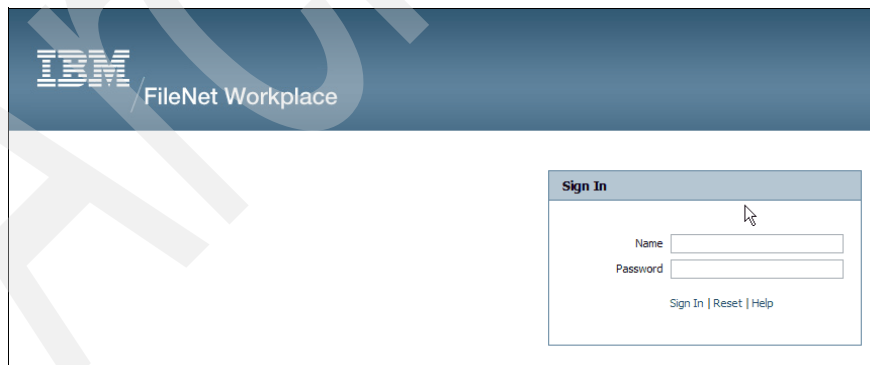 IBM
FileNet Workplace
Sign In
Name
Password
Sign In | Reset | Help